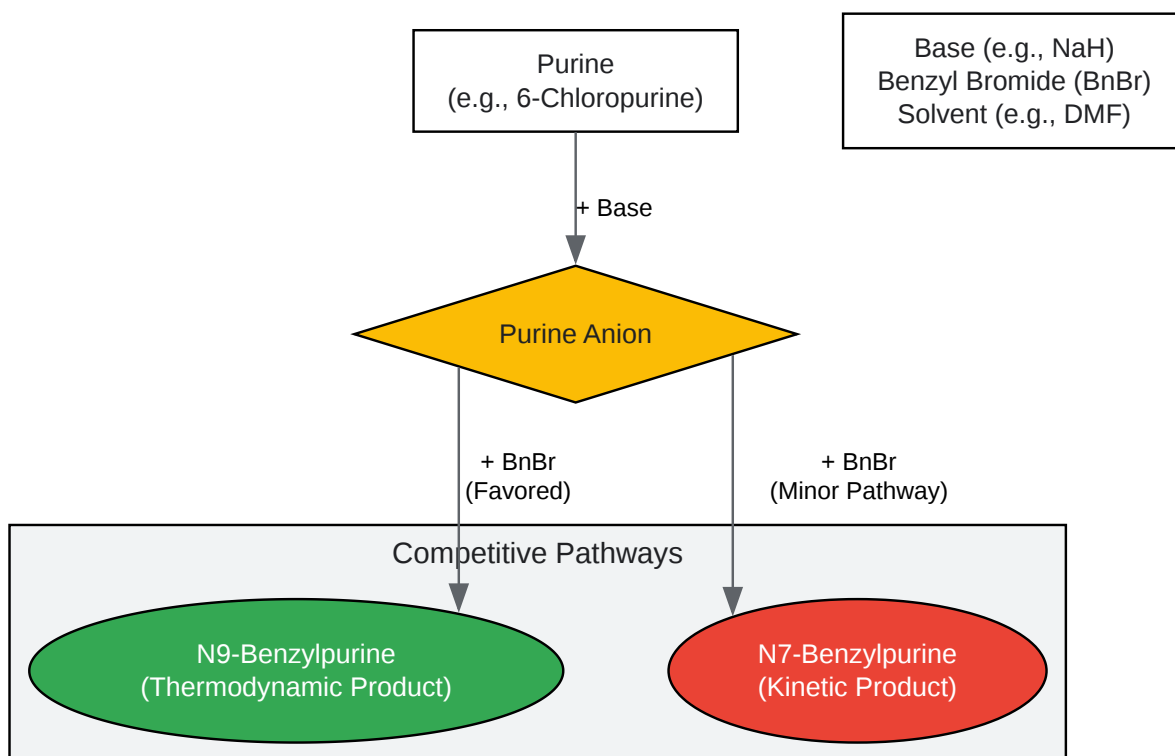 Purine
(e.g., 6-Chloropurine)
Base (e.g., NaH)
Benzyl Bromide (BnBr)
Solvent (e.g., DMF)
+ Base
Purine Anion
+ BnBr
(Favored)
+ BnBr
(Minor Pathway)
Competitive Pathways
N9-Benzylpurine
(Thermodynamic Product)
N7-Benzylpurine
(Kinetic Product)